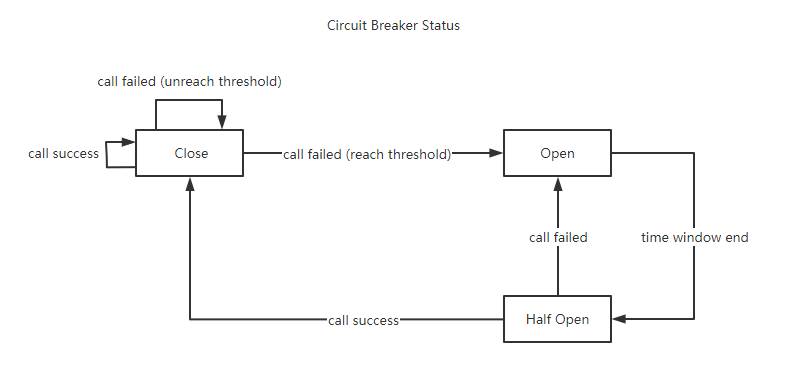 Circuit Breaker Status
call failed (unreach threshold)
call success
Close
call failed (reach threshold)
Open
call failed
time window end
call success
Half Open